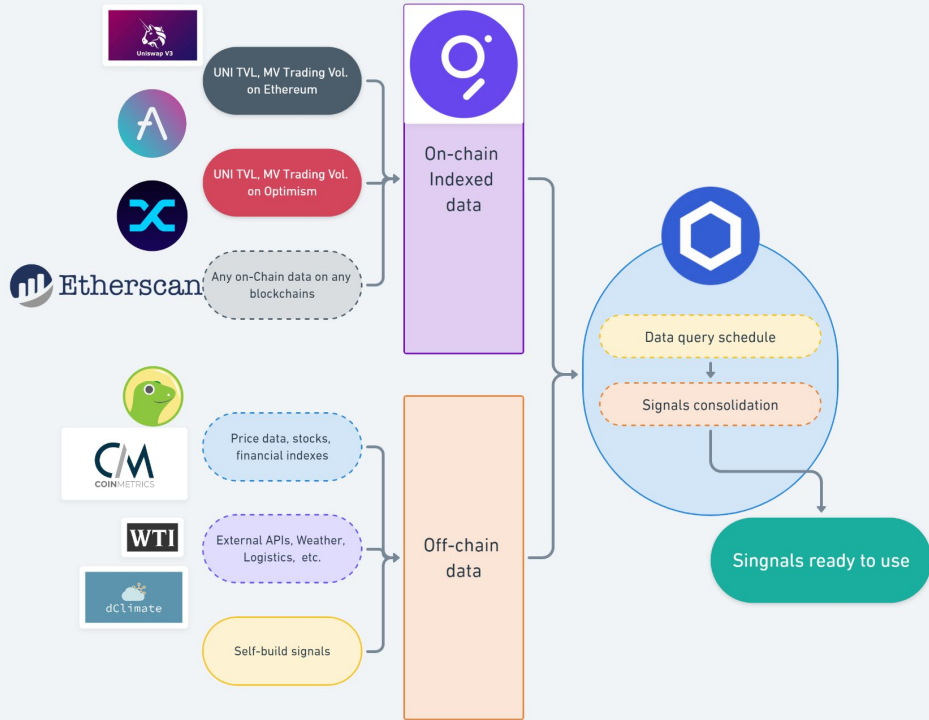 Uniswap V3
UNI TVL, MV Trading Vol.
on Ethereum
UNI TVL, MV Trading Vol.
on Optimism
Etherscan
Any on-Chain data on any
blockchains
On-chain
Indexed
data
Data query schedule
Signals consolidation
Singnals ready to use
Price data, stocks,
financial indexes
CM
COINMETRICS
WTI
External APIs, Weather,
Logistics, etc.
dClimate
Self-build signals
Off-chain
data